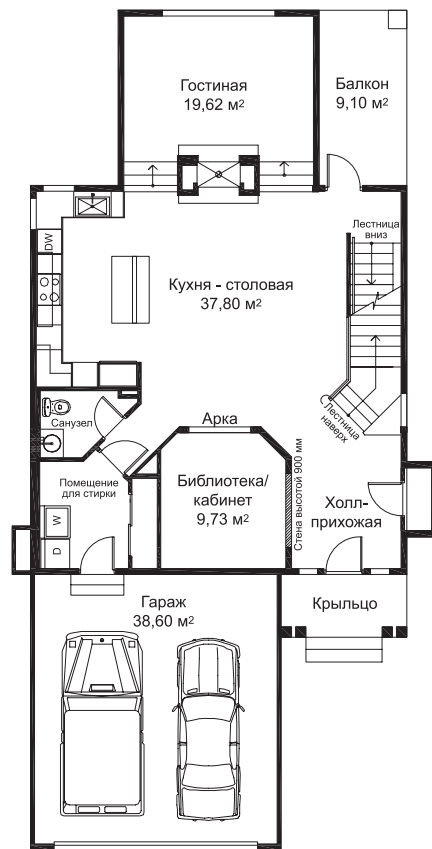 Гостиная
19,62 м²
Балкон
9,10 м²
Лестница
вниз
DW
Кухня - столовая
37,80 м²
Лестница
наверх
Санузел
Арка
Помещение
для стирки
Библиотека/
кабинет
9,73 м²
Стена высотой 900 мм
Холл-
прихожая
W
D
Гараж
38,60 м²
Крыльцо